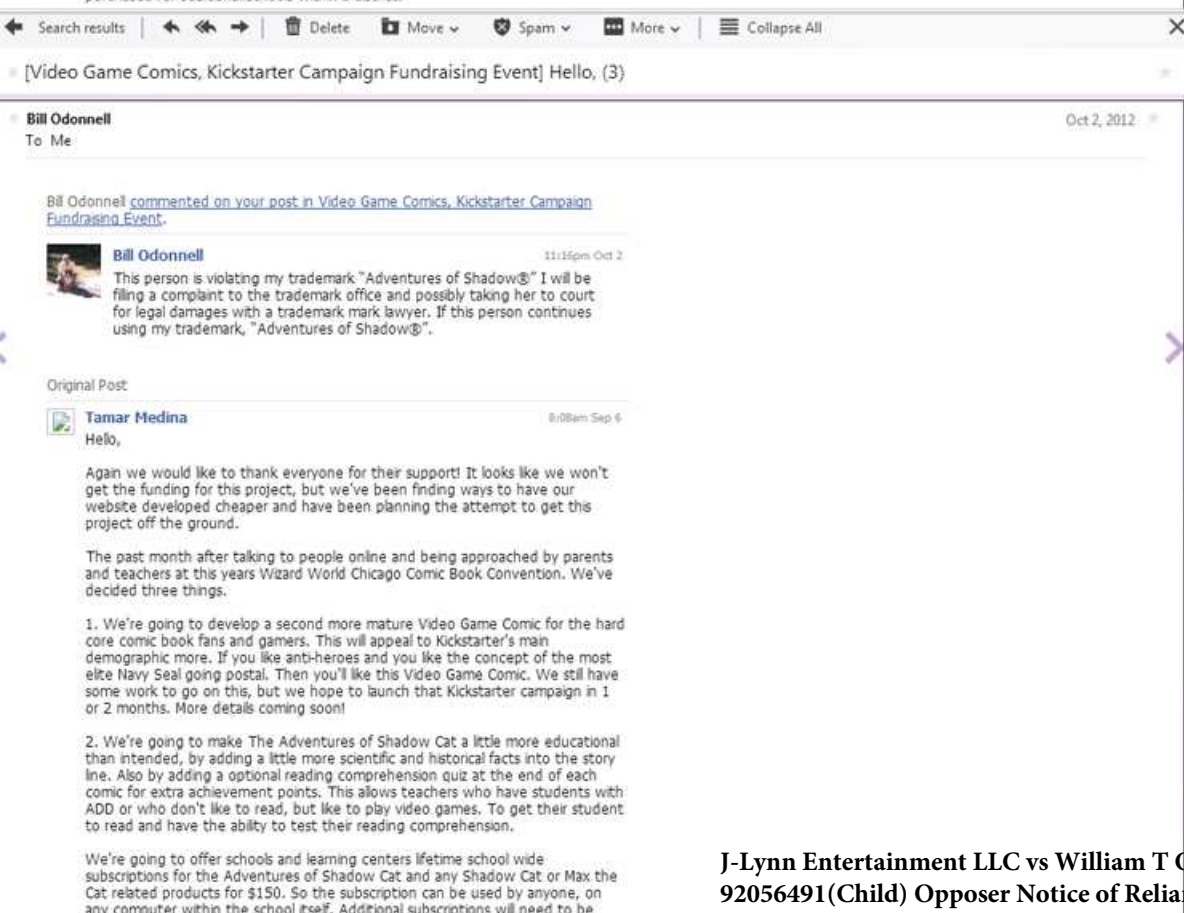 Search results Delete Move Spam More Collapse All
[Video Game Comics, Kickstarter Campaign Fundraising Event] Hello, (3)
Bill Odonnell Oct 2, 2012
To Me
Bill Odonnell commented on your post in Video Game Comics, Kickstarter Campaign
Fundraising Event.
Bill Odonnell 11:16pm Oct 2
This person is violating my trademark "Adventures of Shadow®" I will be
filling a complaint to the trademark office and possibly taking her to court
for legal damages with a trademark mark lawyer. If this person continues
using my trademark, "Adventures of Shadow®".
Original Post
Tamar Medina 8:08am Sep 6
Hello,
Again we would like to thank everyone for their support! It looks like we won't
get the funding for this project, but we've been finding ways to have our
website developed cheaper and have been planning the attempt to get this
project off the ground.
The past month after talking to people online and being approached by parents
and teachers at this years Wizard World Chicago Comic Book Convention. We've
decided three things.
1. We're going to develop a second more mature Video Game Comic for the hard
core comic book fans and gamers. This will appeal to Kickstarter's main
demographic more. If you like anti-heroes and you like the concept of the most
elite Navy Seal going postal. Then you'll like this Video Game Comic. We still have
some work to go on this, but we hope to launch that Kickstarter campaign in 1
or 2 months. More details coming soon!
2. We're going to make The Adventures of Shadow Cat a little more educational
than intended, by adding a little more scientific and historical facts into the story
line. Also by adding a optional reading comprehension quiz at the end of each
comic for extra achievement points. This allows teachers who have students with
ADD or who don't like to read, but like to play video games. To get their student
to read and have the ability to test their reading comprehension.
We're going to offer schools and learning centers lifetime school wide
subscriptions for the Adventures of Shadow Cat and any Shadow Cat or Max the
Cat related products for $150. So the subscription can be used by anyone, on
any computer within the school itself. Additional subscriptions will need to be
J-Lynn Entertainment LLC vs William T
92056491(Child) Opposer Notice of